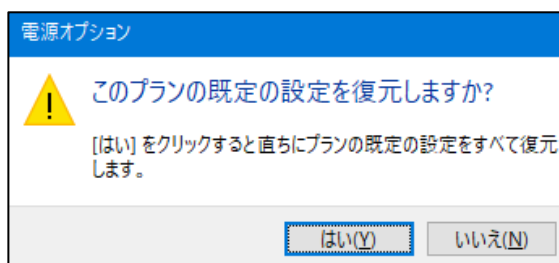 電源オプション
このプランの既定の設定を復元しますか?
[はい] をクリックすると直ちにプランの既定の設定をすべて復元
します。
はい(Y)
いいえ(N)